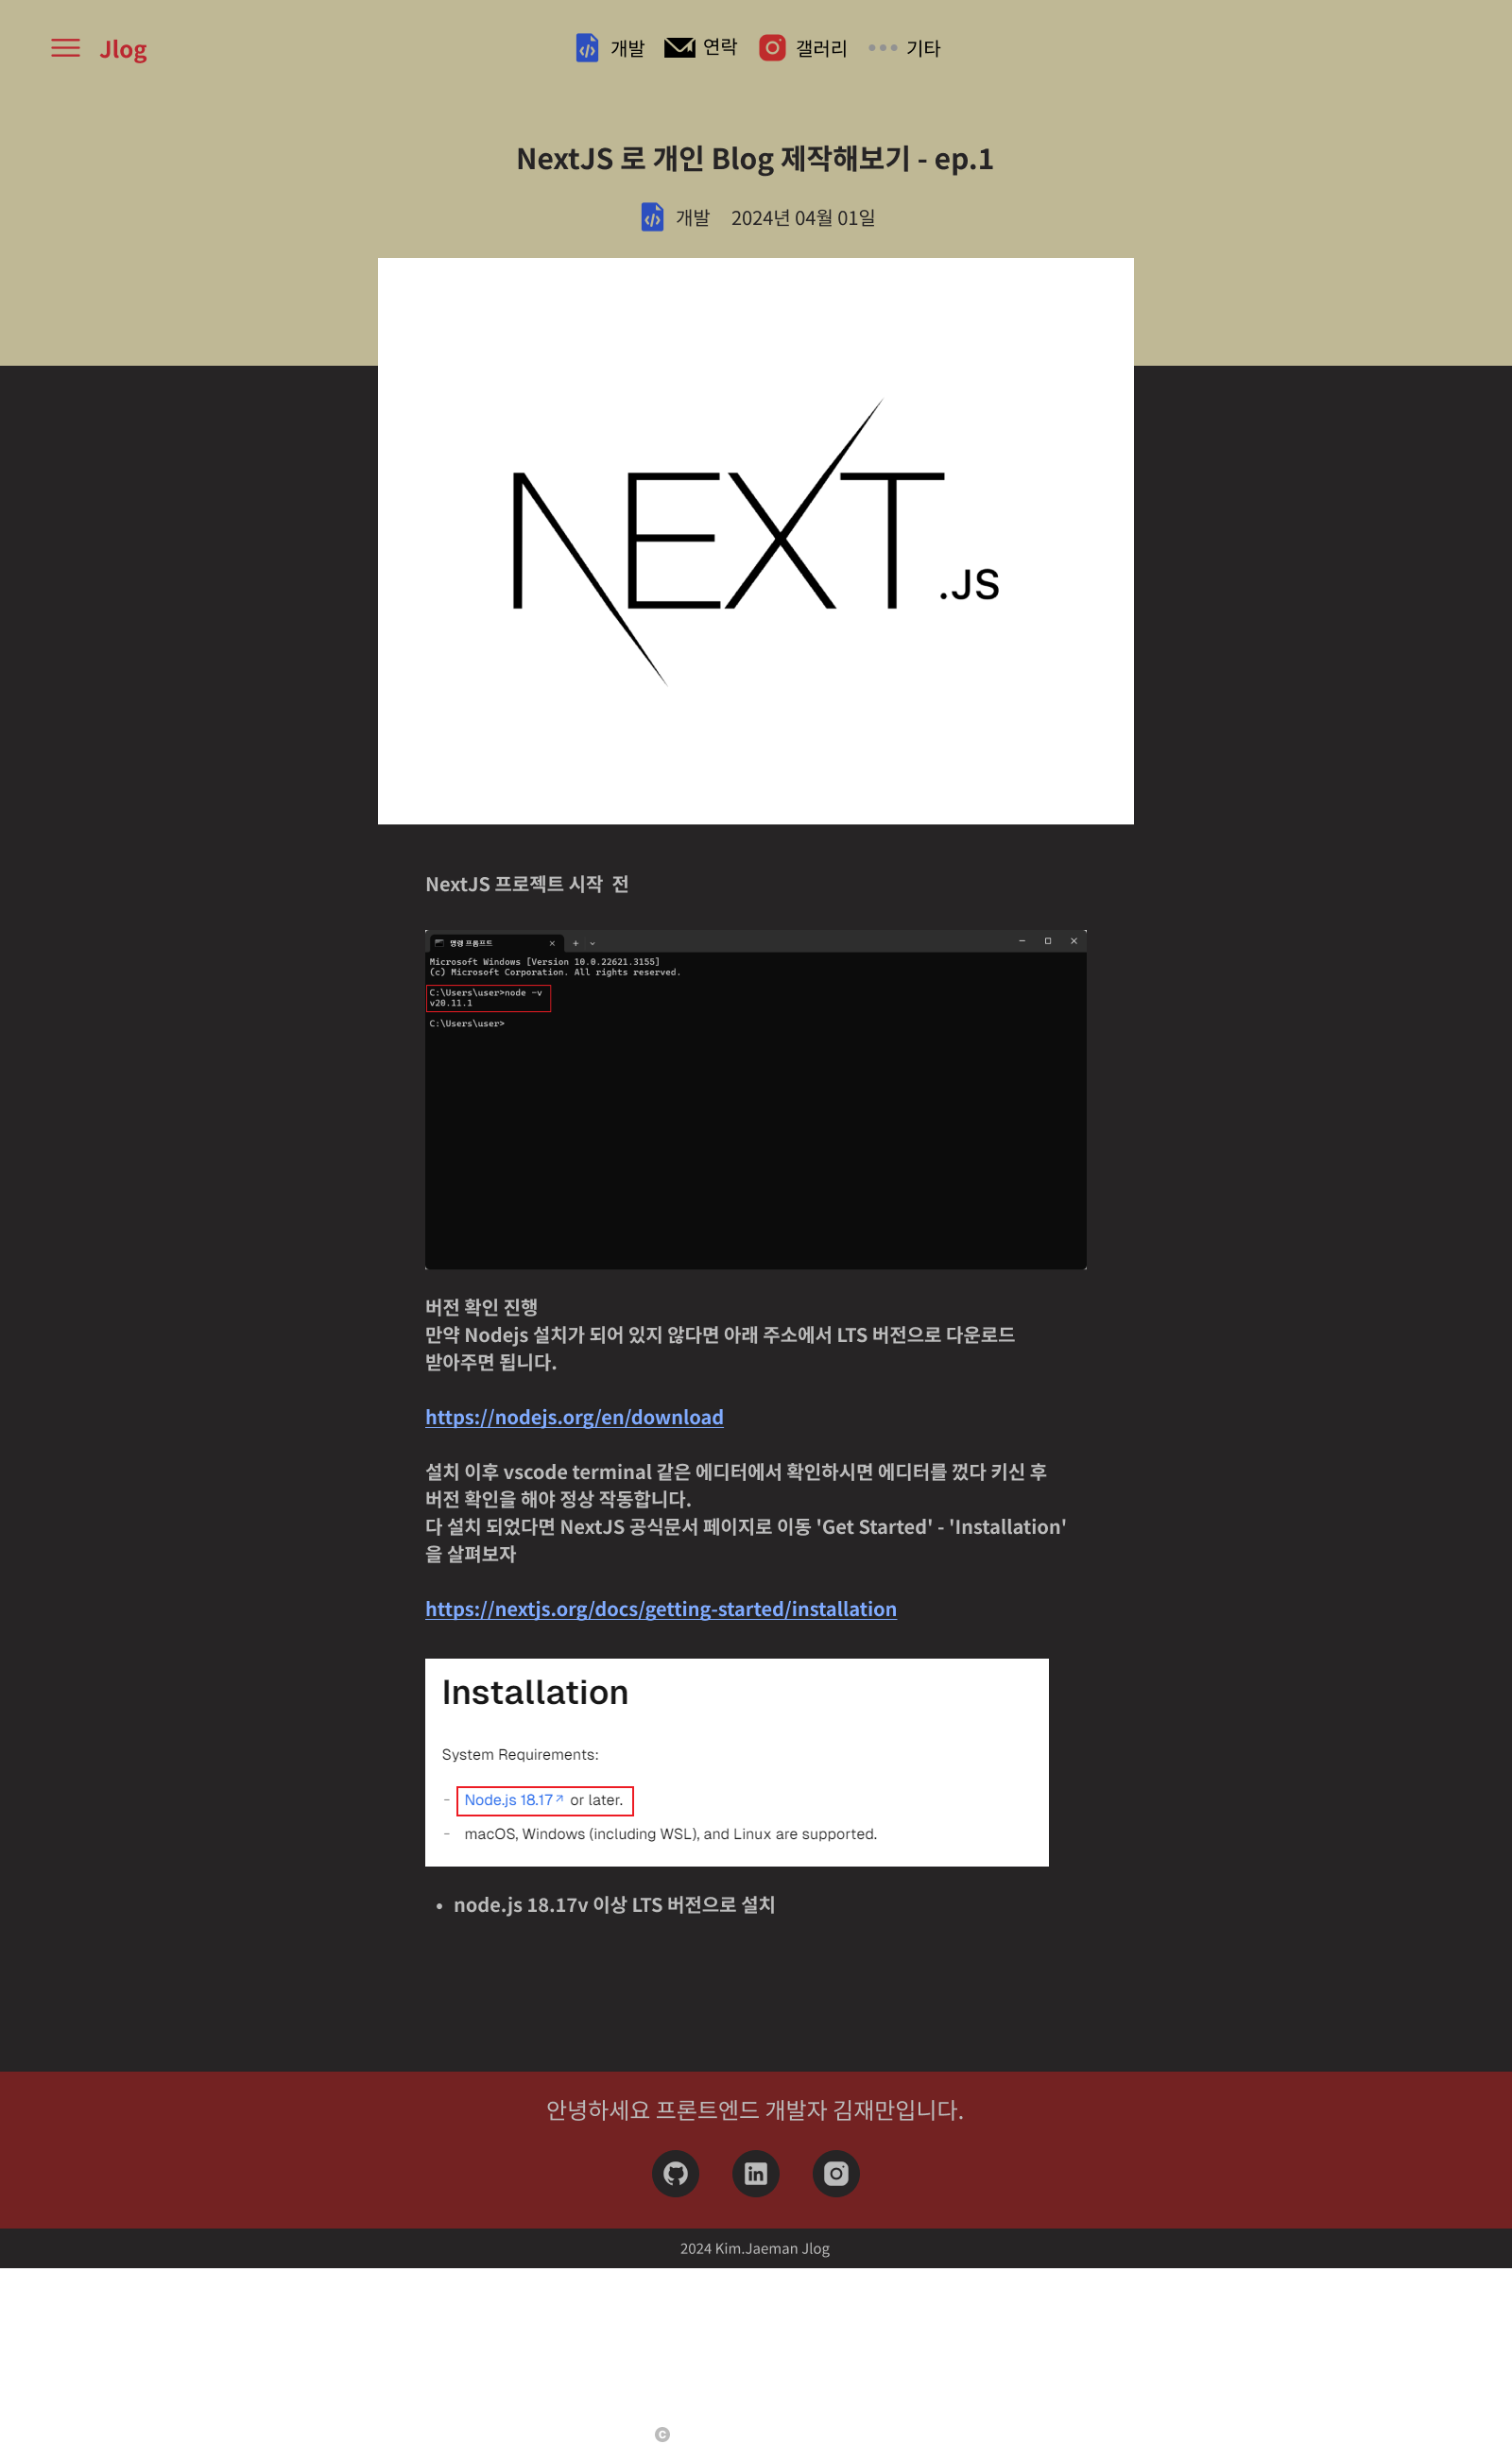 Jlog
개발
연락
갤러리
기타
NextJS 로 개인 Blog 제작해보기 - ep.1
개발 2024년 04월 01일
NEXT.JS
NextJS 프로젝트 시작 전
명령 프롬프트
Microsoft Windows [Version 10.0.22621.3155]
(c) Microsoft Corporation. All rights reserved.
C:\Users\user>node -v
v20.11.1
C:\Users\user>
버전 확인 진행
만약 Nodejs 설치가 되어 있지 않다면 아래 주소에서 LTS 버전으로 다운로드
받아주면 됩니다.
https://nodejs.org/en/download
설치 이후 vscode terminal 같은 에디터에서 확인하시면 에디터를 껐다 키신 후
버전 확인을 해야 정상 작동합니다.
다 설치 되었다면 NextJS 공식문서 페이지로 이동 'Get Started' - 'Installation'
을 살펴보자
https://nextjs.org/docs/getting-started/installation
Installation
System Requirements:
- Node.js 18.17↗ or later.
- macOS, Windows (including WSL), and Linux are supported.
• node.js 18.17v 이상 LTS 버전으로 설치
안녕하세요 프론트엔드 개발자 김재만입니다.
2024 Kim.Jaeman Jlog